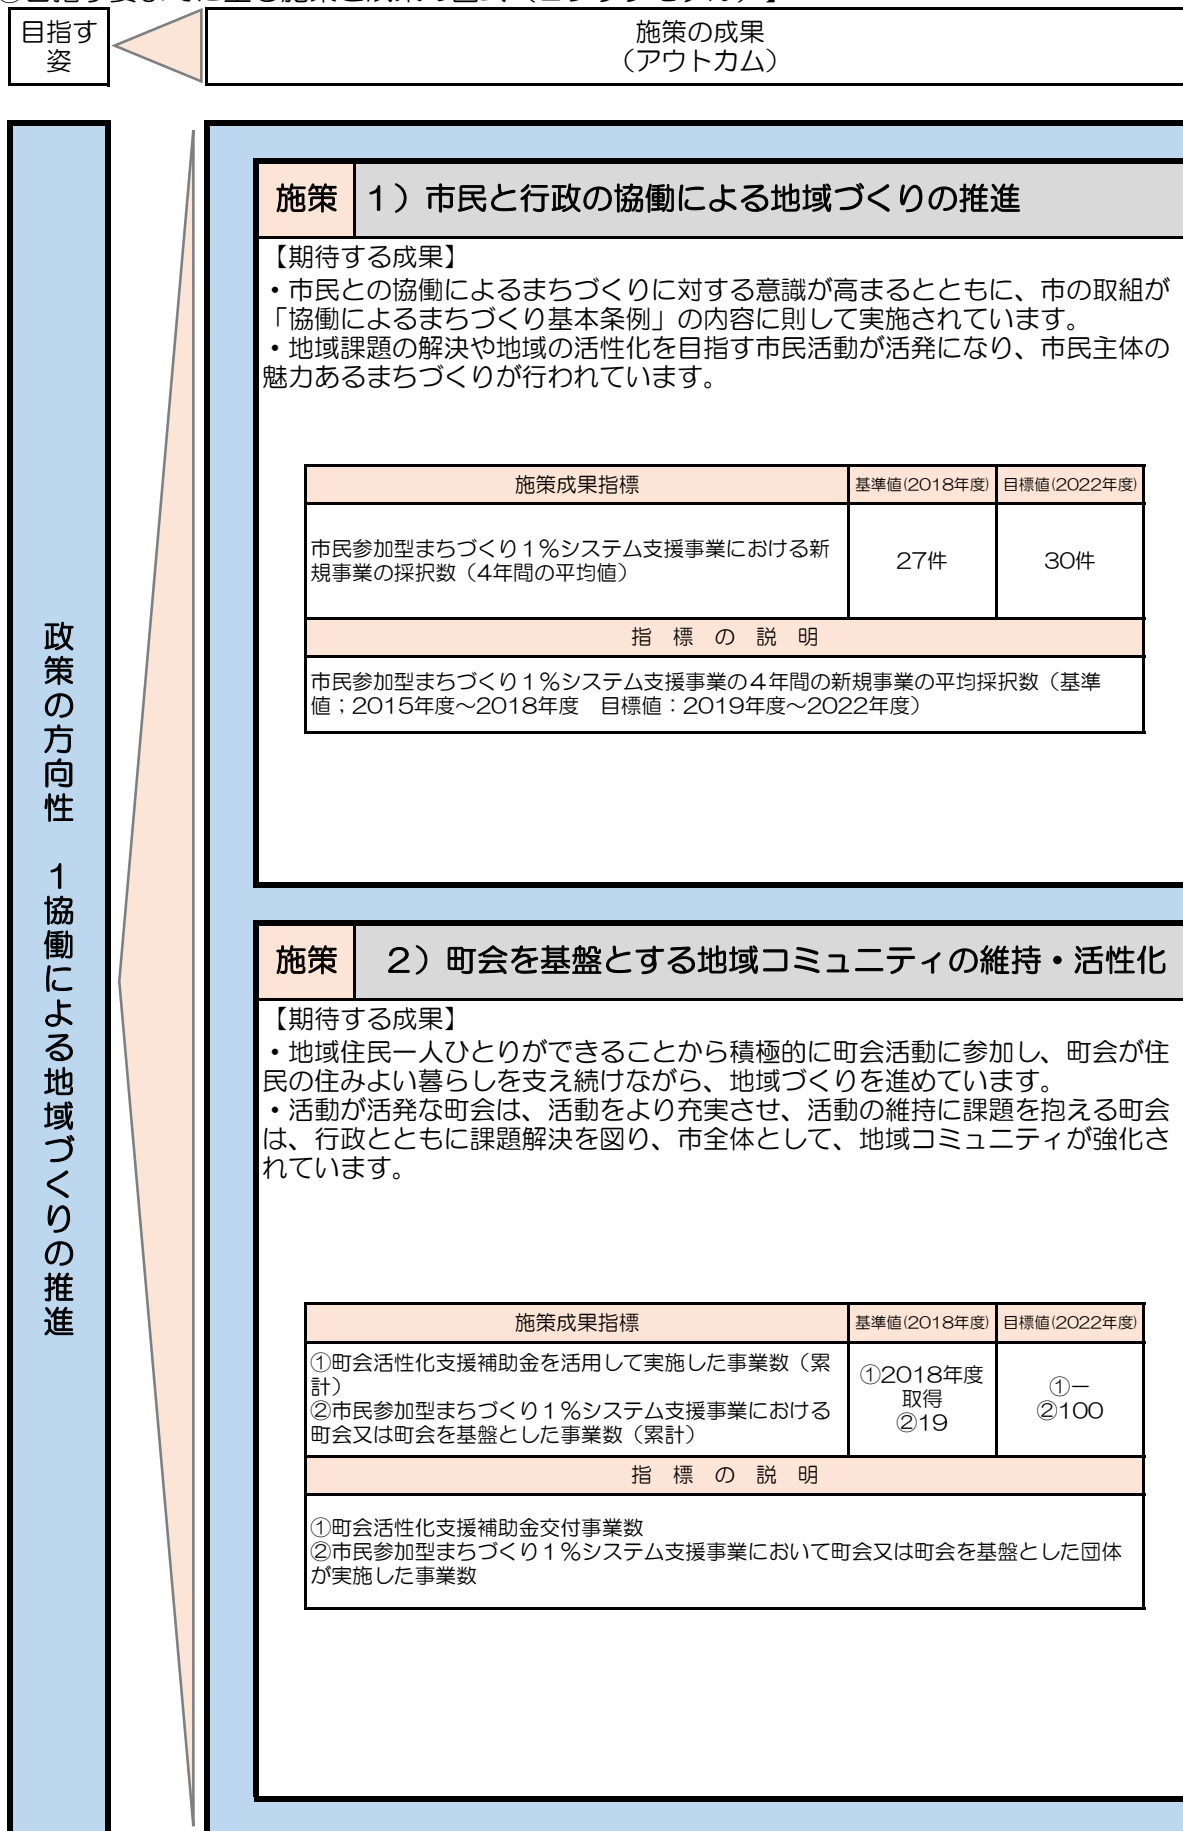 目指す
姿
施策の成果
（アウトカム）
政策の方向性　１協働による地域づくりの推進
施策
１）市民と行政の協働による地域づくりの推進
【期待する成果】
・市民との協働によるまちづくりに対する意識が高まるとともに、市の取組が
「協働によるまちづくり基本条例」の内容に則して実施されています。
・地域課題の解決や地域の活性化を目指す市民活動が活発になり、市民主体の
魅力あるまちづくりが行われています。
施策成果指標
基準値(2018年度)
目標値(2022年度)
市民参加型まちづくり１％システム支援事業における新
規事業の採択数（4年間の平均値）
27件
30件
指　標　の　説　明
市民参加型まちづくり１％システム支援事業の４年間の新規事業の平均採択数（基準
値；2015年度～2018年度　目標値：2019年度～2022年度）
施策
２）町会を基盤とする地域コミュニティの維持・活性化
【期待する成果】
・地域住民一人ひとりができることから積極的に町会活動に参加し、町会が住
民の住みよい暮らしを支え続けながら、地域づくりを進めています。
・活動が活発な町会は、活動をより充実させ、活動の維持に課題を抱える町会
は、行政とともに課題解決を図り、市全体として、地域コミュニティが強化さ
れています。
施策成果指標
基準値(2018年度)
目標値(2022年度)
①町会活性化支援補助金を活用して実施した事業数（累
計）
②市民参加型まちづくり１％システム支援事業における
町会又は町会を基盤とした事業数（累計）
①2018年度
取得
②19
①－
②100
指　標　の　説　明
①町会活性化支援補助金交付事業数
②市民参加型まちづくり１％システム支援事業において町会又は町会を基盤とした団体
が実施した事業数